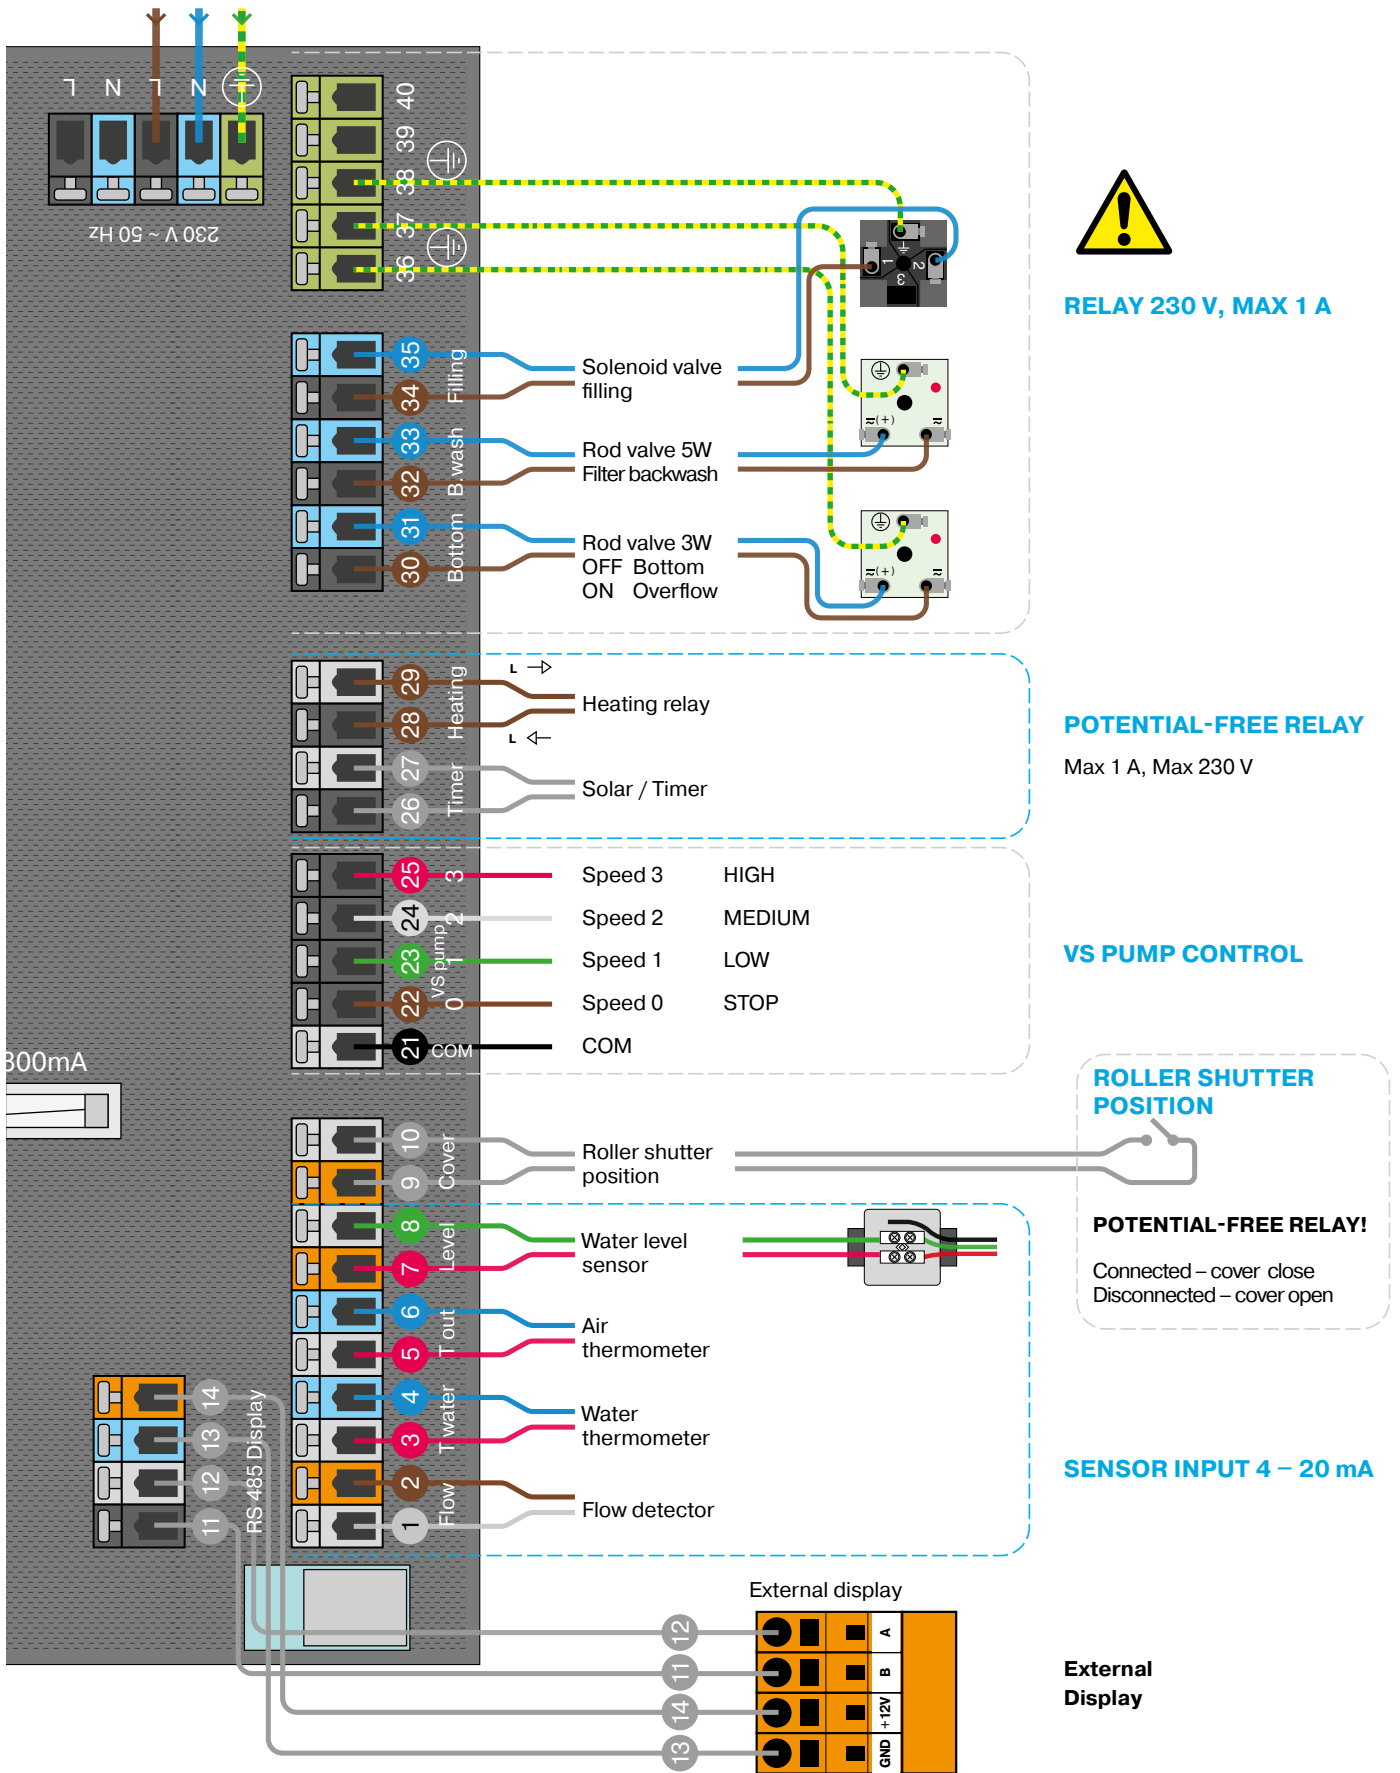 L N L N
230 V ~ 50 Hz
40
39
38
37
36
1 2 3
RELAY 230 V, MAX 1 A
35
34
Filling
Solenoid valve
filling
33
32
B.wash
Rod valve 5W
Filter backwash
≂(+) ≂
31
30
Bottom
Rod valve 3W
OFF Bottom
ON Overflow
≂(+) ≂
29
28
Heating
L
Heating relay
L
27
26
Timer
Solar / Timer
POTENTIAL-FREE RELAY
Max 1 A, Max 230 V
25 3 Speed 3 HIGH
24 2 Speed 2 MEDIUM
23 1 Speed 1 LOW
22 0 Speed 0 STOP
VS pump
21 COM COM
VS PUMP CONTROL
300mA
ROLLER SHUTTER
POSITION
10
9
Cover
Roller shutter
position
POTENTIAL-FREE RELAY!
Connected – cover close
Disconnected – cover open
8
7
Level
Water level
sensor
6
5
T out
Air
thermometer
4
3
T water
Water
thermometer
2
1
Flow
Flow detector
SENSOR INPUT 4 – 20 mA
14
13
12
11
RS 485 Display
External display
12 A
11 B
14 +12V
13 GND
External
Display